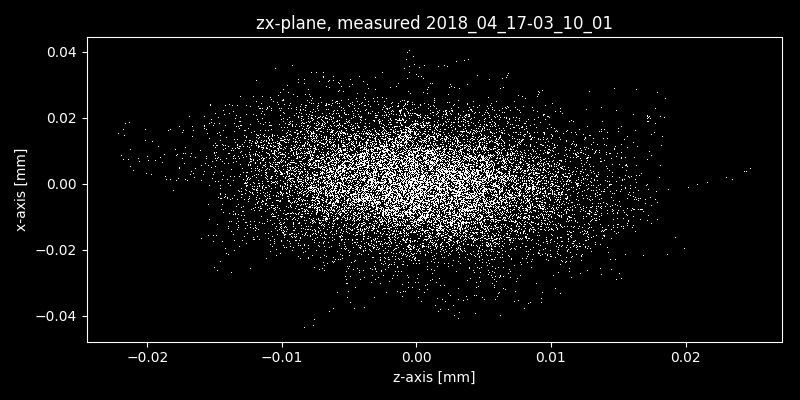 zx-plane, measured 2018_04_17-03_10_01
0.04
0.02
0.00
−0.02
−0.04
x-axis [mm]
−0.02 −0.01 0.00 0.01 0.02
z-axis [mm]